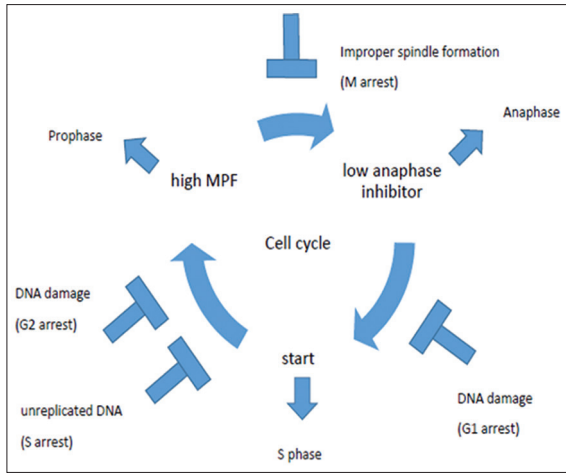 Improper spindle formation
(M arrest)
Anaphase
Prophase
high MPF
low anaphase
inhibitor
Cell cycle
DNA damage
(G2 arrest)
start
unreplicated DNA
(S arrest)
DNA damage
(G1 arrest)
S phase